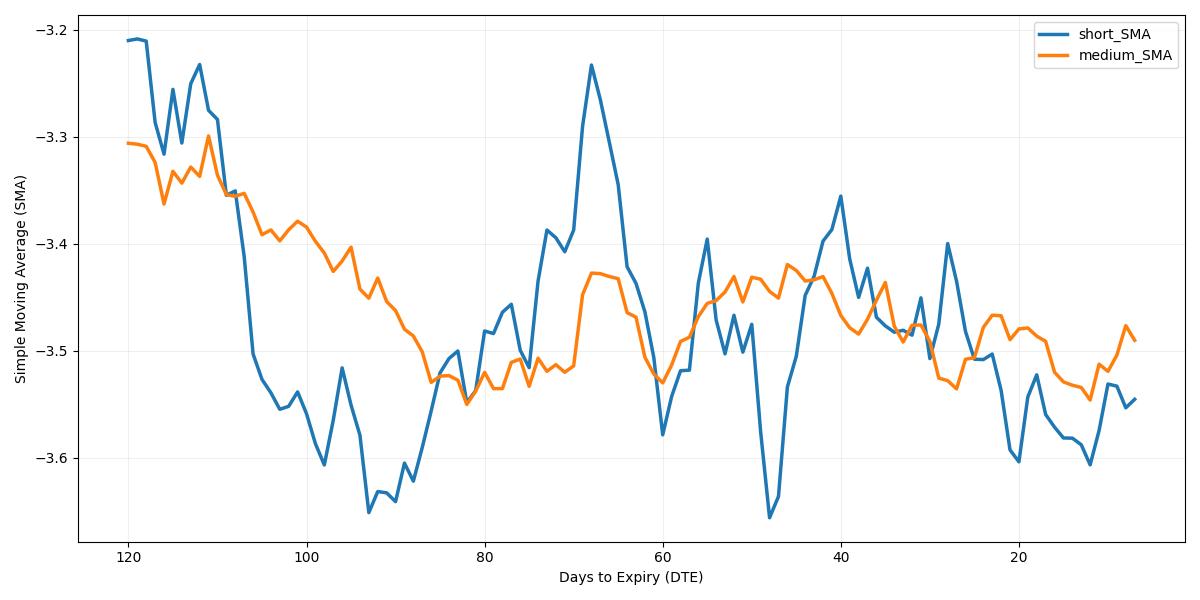 short_SMA
medium_SMA
−3.2
−3.3
−3.4
−3.5
−3.6
Simple Moving Average (SMA)
120
100
80
60
40
20
Days to Expiry (DTE)